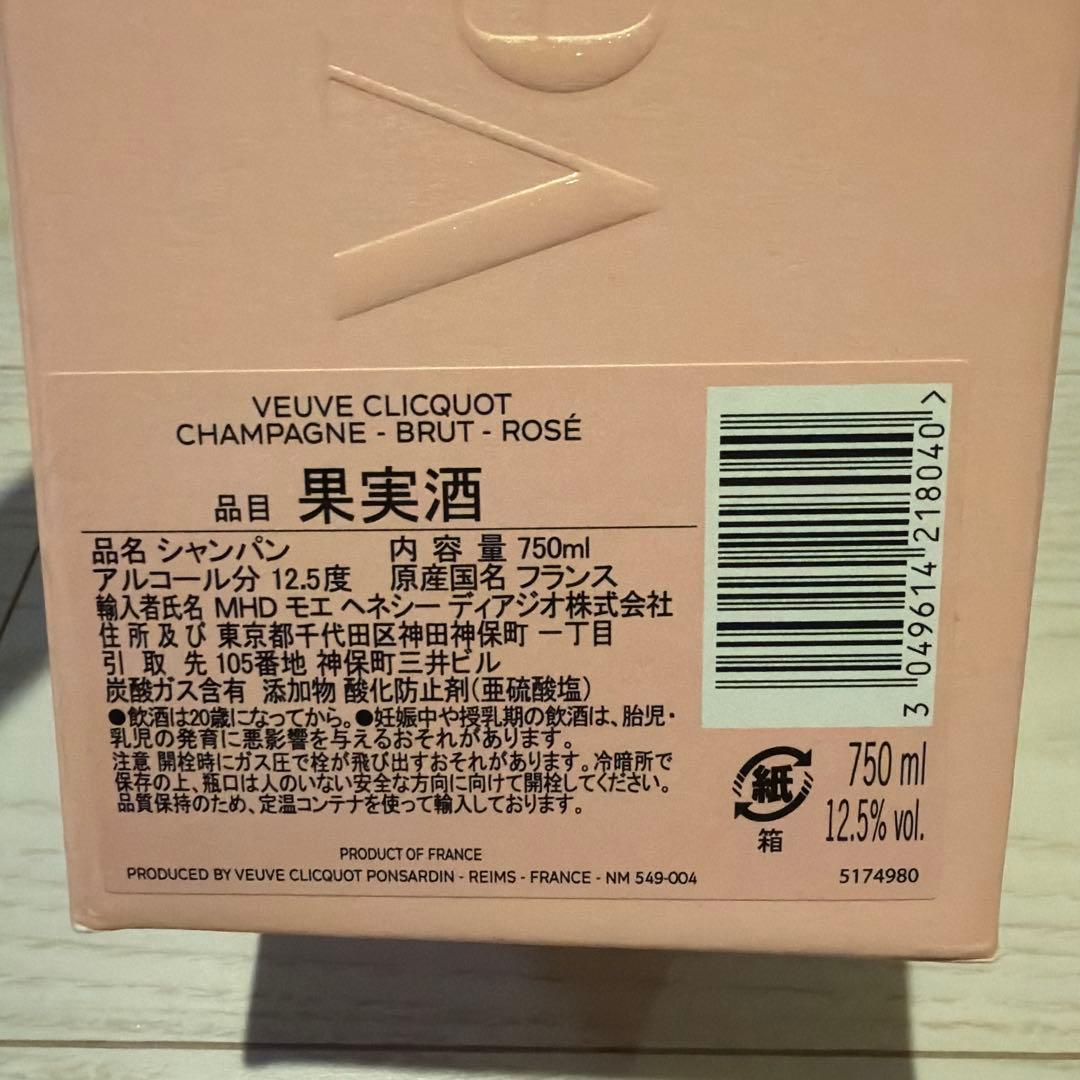 VE
VEUVE CLICQUOT
CHAMPAGNE - BRUT - ROSÉ
品目 果実酒
品名 シャンパン 内容量 750ml
アルコール分 12.5度 原産国名 フランス
輸入者氏名 MHD モエ ヘネシー ディアジオ株式会社
住所及び 東京都千代田区神田神保町 一丁目
引取先 105番地 神保町三井ビル
炭酸ガス含有 添加物 酸化防止剤(亜硫酸塩)
●飲酒は20歳になってから。●妊娠中や授乳期の飲酒は、胎児・
乳児の発育に悪影響を与えるおそれがあります。
注意 開栓時にガス圧で栓が飛び出すおそれがあります。冷暗所で
保存の上、瓶口は人のいない安全な方向に向けて開栓してください。
品質保持のため、定温コンテナを使って輸入しております。
PRODUCT OF FRANCE
PRODUCED BY VEUVE CLICQUOT PONSARDIN - REIMS - FRANCE - NM 549-004
3 049614 218040 >
紙
箱
750 ml
12.5% vol.
5174980